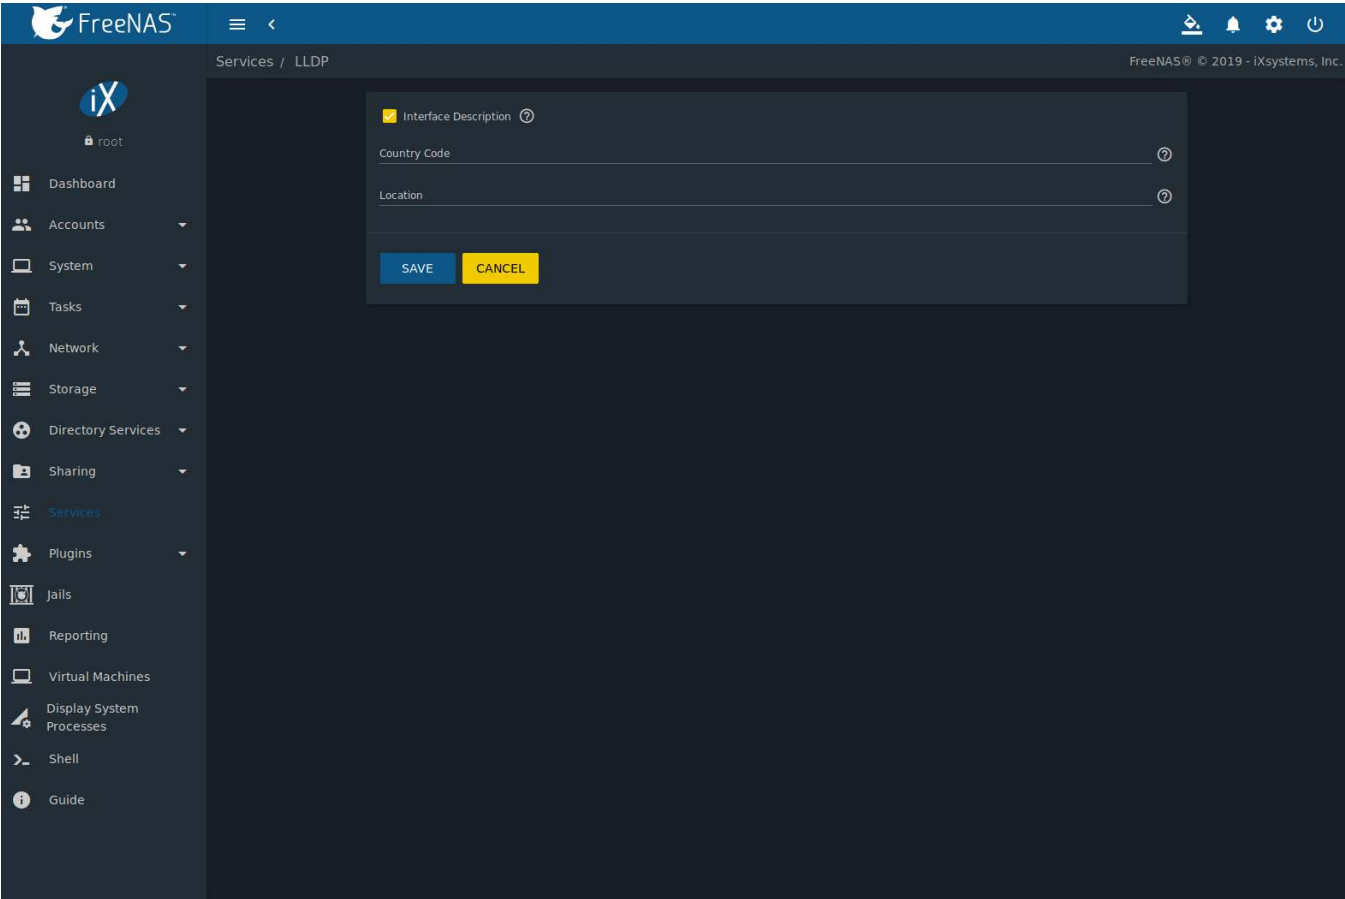 FreeNAS
Services / LLDP
FreeNAS® © 2019 - iXsystems, Inc.
iX
root
Dashboard
Accounts
System
Tasks
Network
Storage
Directory Services
Sharing
Services
Plugins
Jails
Reporting
Virtual Machines
Display System
Processes
Shell
Guide
Interface Description
Country Code
Location
SAVE
CANCEL